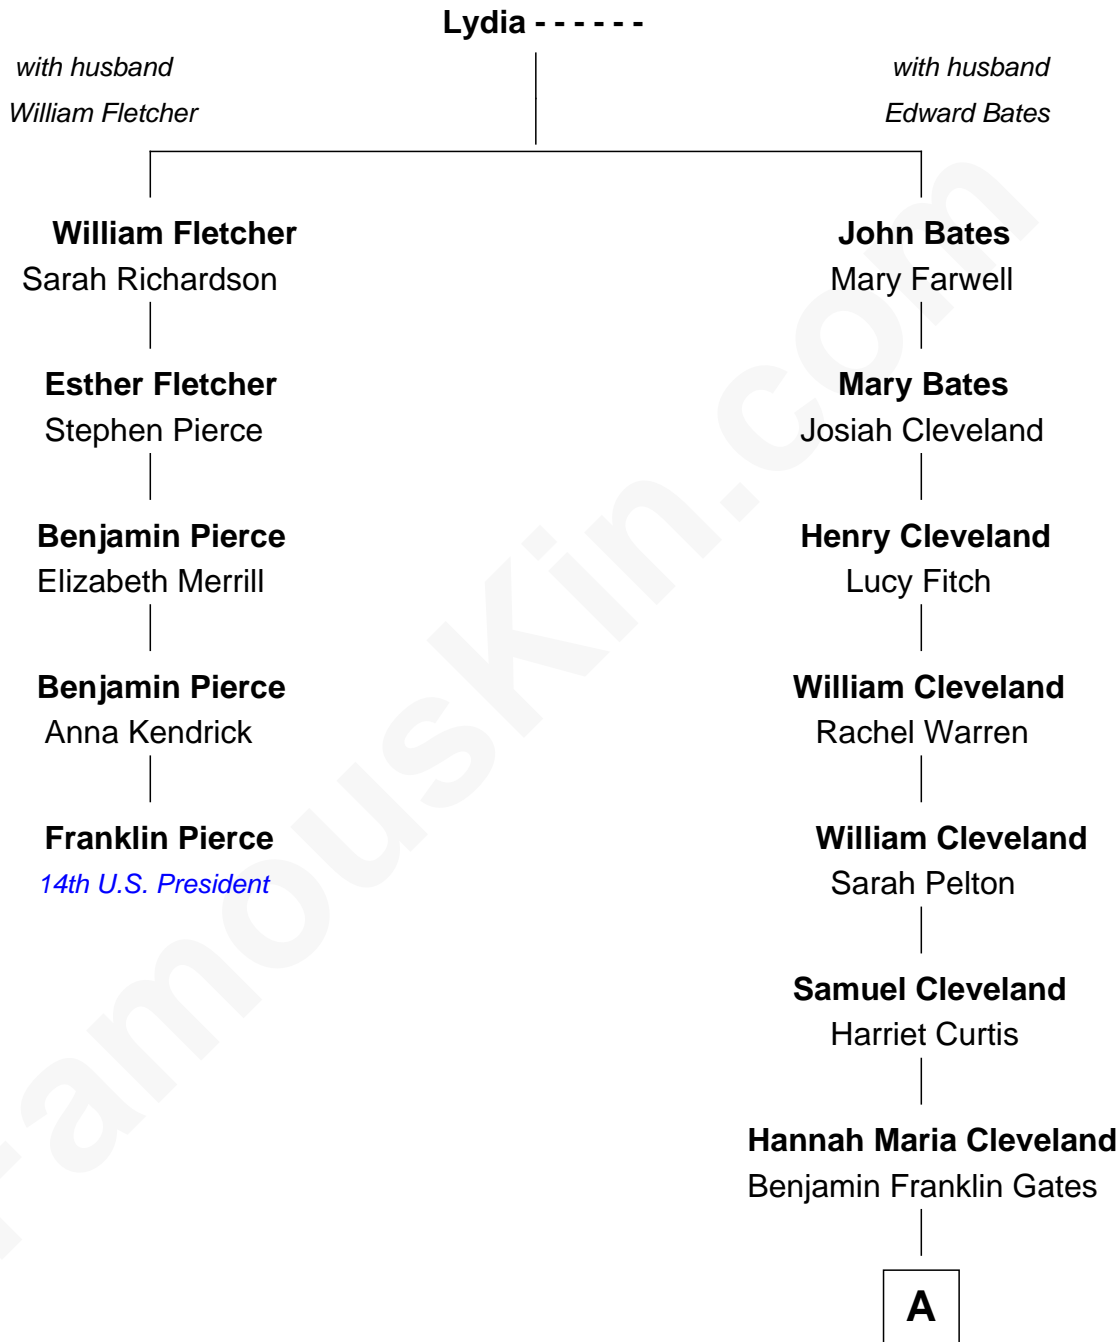 Lydia - - - - - -
with husband
William Fletcher
with husband
Edward Bates
William Fletcher
Sarah Richardson
John Bates
Mary Farwell
Esther Fletcher
Stephen Pierce
Mary Bates
Josiah Cleveland
Benjamin Pierce
Elizabeth Merrill
Henry Cleveland
Lucy Fitch
Benjamin Pierce
Anna Kendrick
William Cleveland
Rachel Warren
Franklin Pierce
14th U.S. President
William Cleveland
Sarah Pelton
Samuel Cleveland
Harriet Curtis
Hannah Maria Cleveland
Benjamin Franklin Gates
A
FamousKin.com